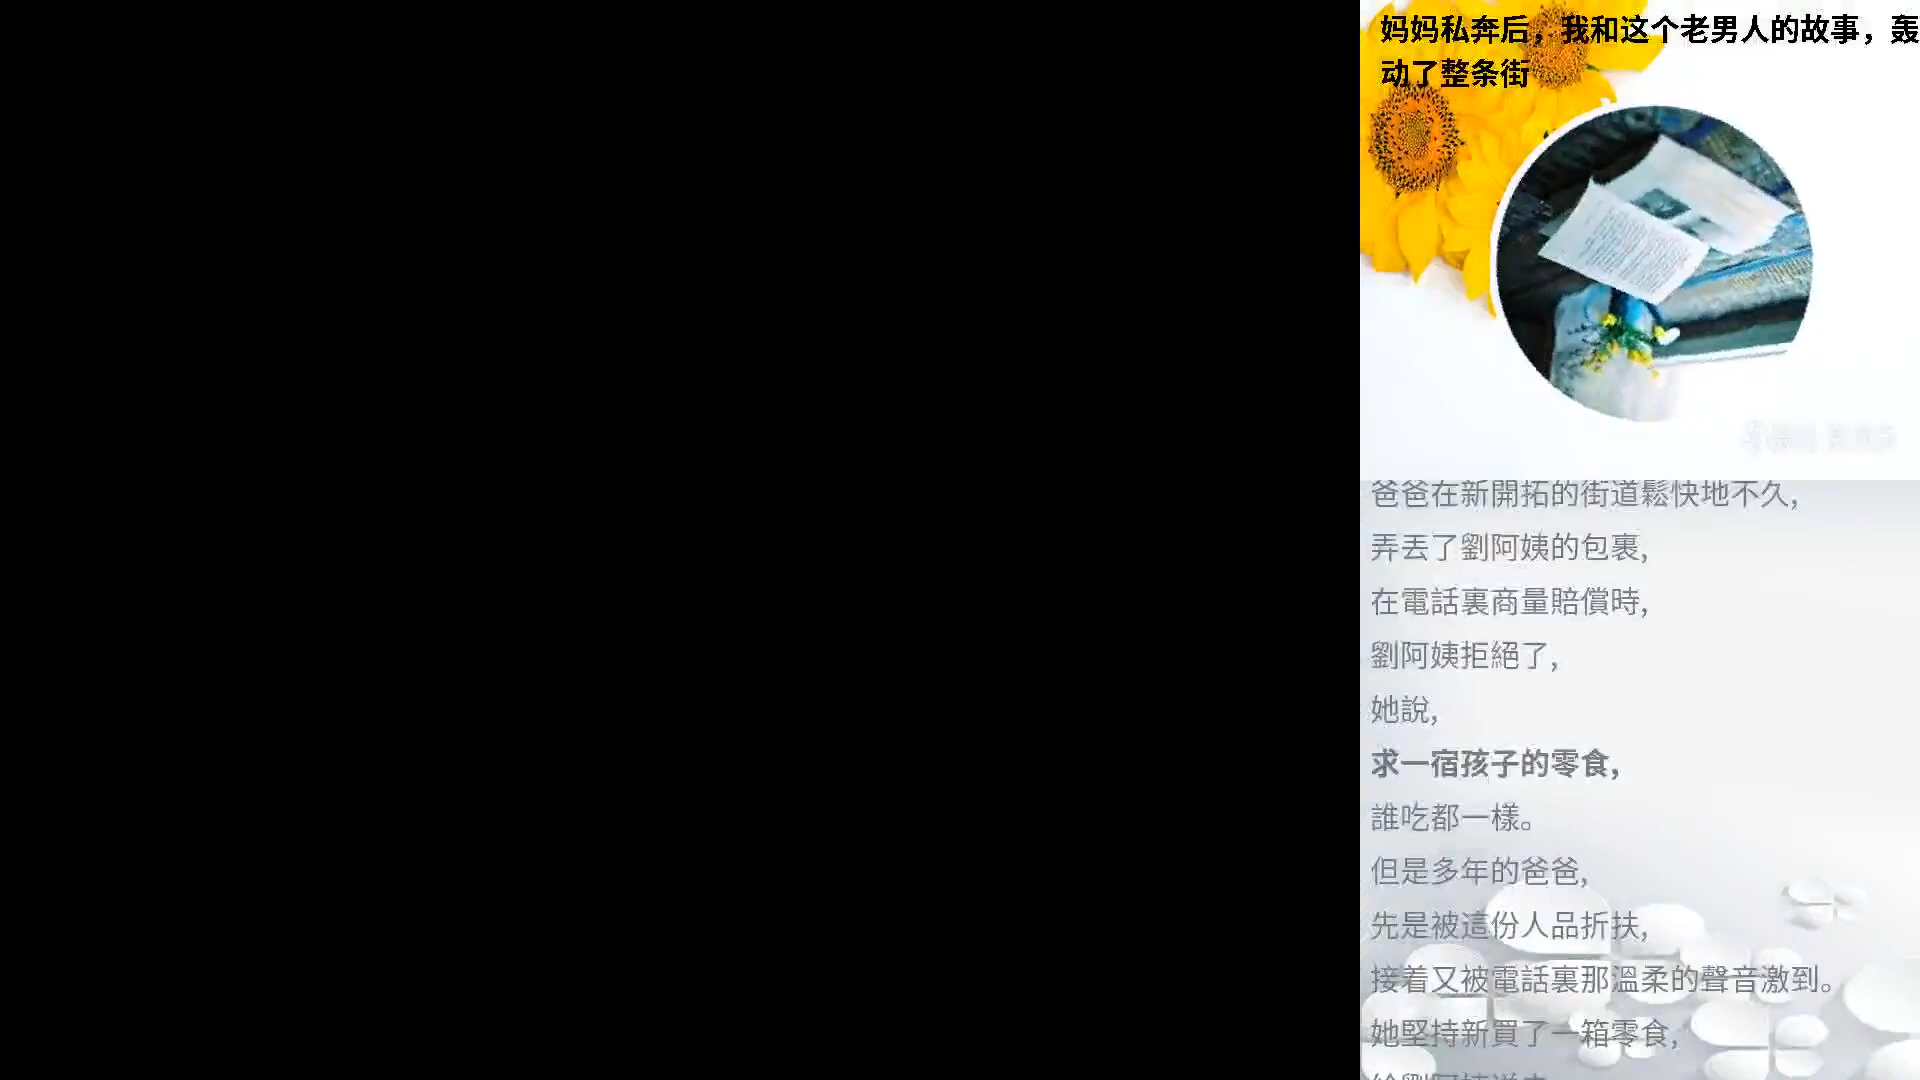 妈妈私奔后，我和这个老男人的故事，轰
动了整条街
爸爸在新開拓的街道鬆快地不久,
弄丟了劉阿姨的包裹,
在電話裏商量賠償時,
劉阿姨拒絕了,
她說,
求一宿孩子的零食,
誰吃都一樣。
但是多年的爸爸,
先是被這份人品折扶,
接着又被電話裏那溫柔的聲音激到。
她堅持新買了一箱零食,